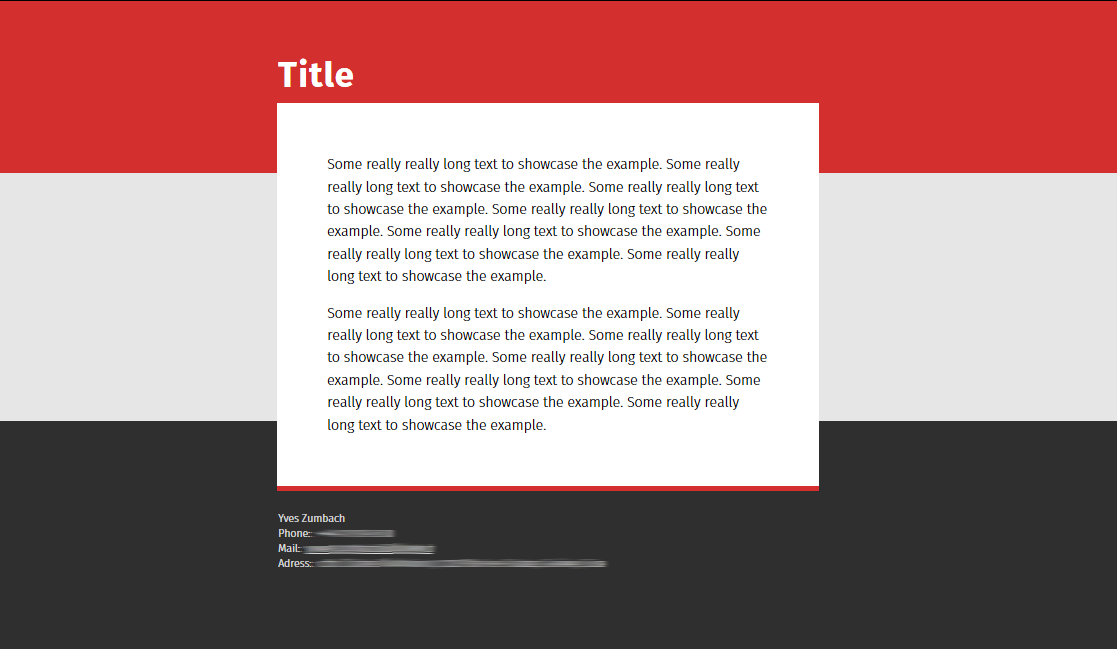 Title
Some really really long text to showcase the example. Some really
really long text to showcase the example. Some really really long text
to showcase the example. Some really really long text to showcase the
example. Some really really long text to showcase the example. Some
really really long text to showcase the example. Some really really
long text to showcase the example.
Some really really long text to showcase the example. Some really
really long text to showcase the example. Some really really long text
to showcase the example. Some really really long text to showcase the
example. Some really really long text to showcase the example. Some
really really long text to showcase the example. Some really really
long text to showcase the example.
Yves Zumbach
Phone:
Mail:
Adress: